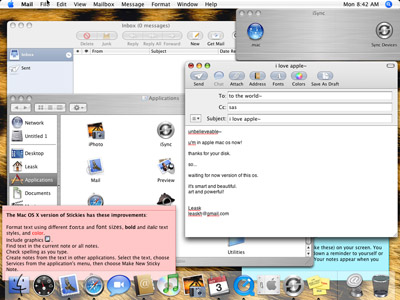 Mail File Edit View Mailbox Message Format Window Help
Mon 8:42 AM
Inbox (0 messages)
Delete Junk Reply Reply All Forward New Get Mail
From Subject
Inbox
Sent
iSync
mac
Sync Devices
i love apple~
Send Chat Attach Address Fonts Colors Save As Draft
To: to the world~
Cc: sas
Subject: i love apple~
unbelieveable~
u'm in apple mac os now!
thanks for your disk.
so...
waiting for now version of this os.
it's smart and beautiful.
art and powerful!
Leask
leaskh@gmail.com
Applications
Network
Untitled 1
Desktop
Leask
Applications
Documents
iPhoto
iSync
Mail
Preview
Utilities
The Mac OS X version of Stickies has these improvements:
Format text using different fonts and font sizes, bold and italic text
styles, and color.
Include graphics
Find text in the current note or all notes.
Check spelling as you type.
Create notes from the text in other applications. Select the text, choose
Services from the application's menu, then choose Make New Sticky
Note.
ke these) on your screen. You
down a reminder to yourself or
Your notes appear when you